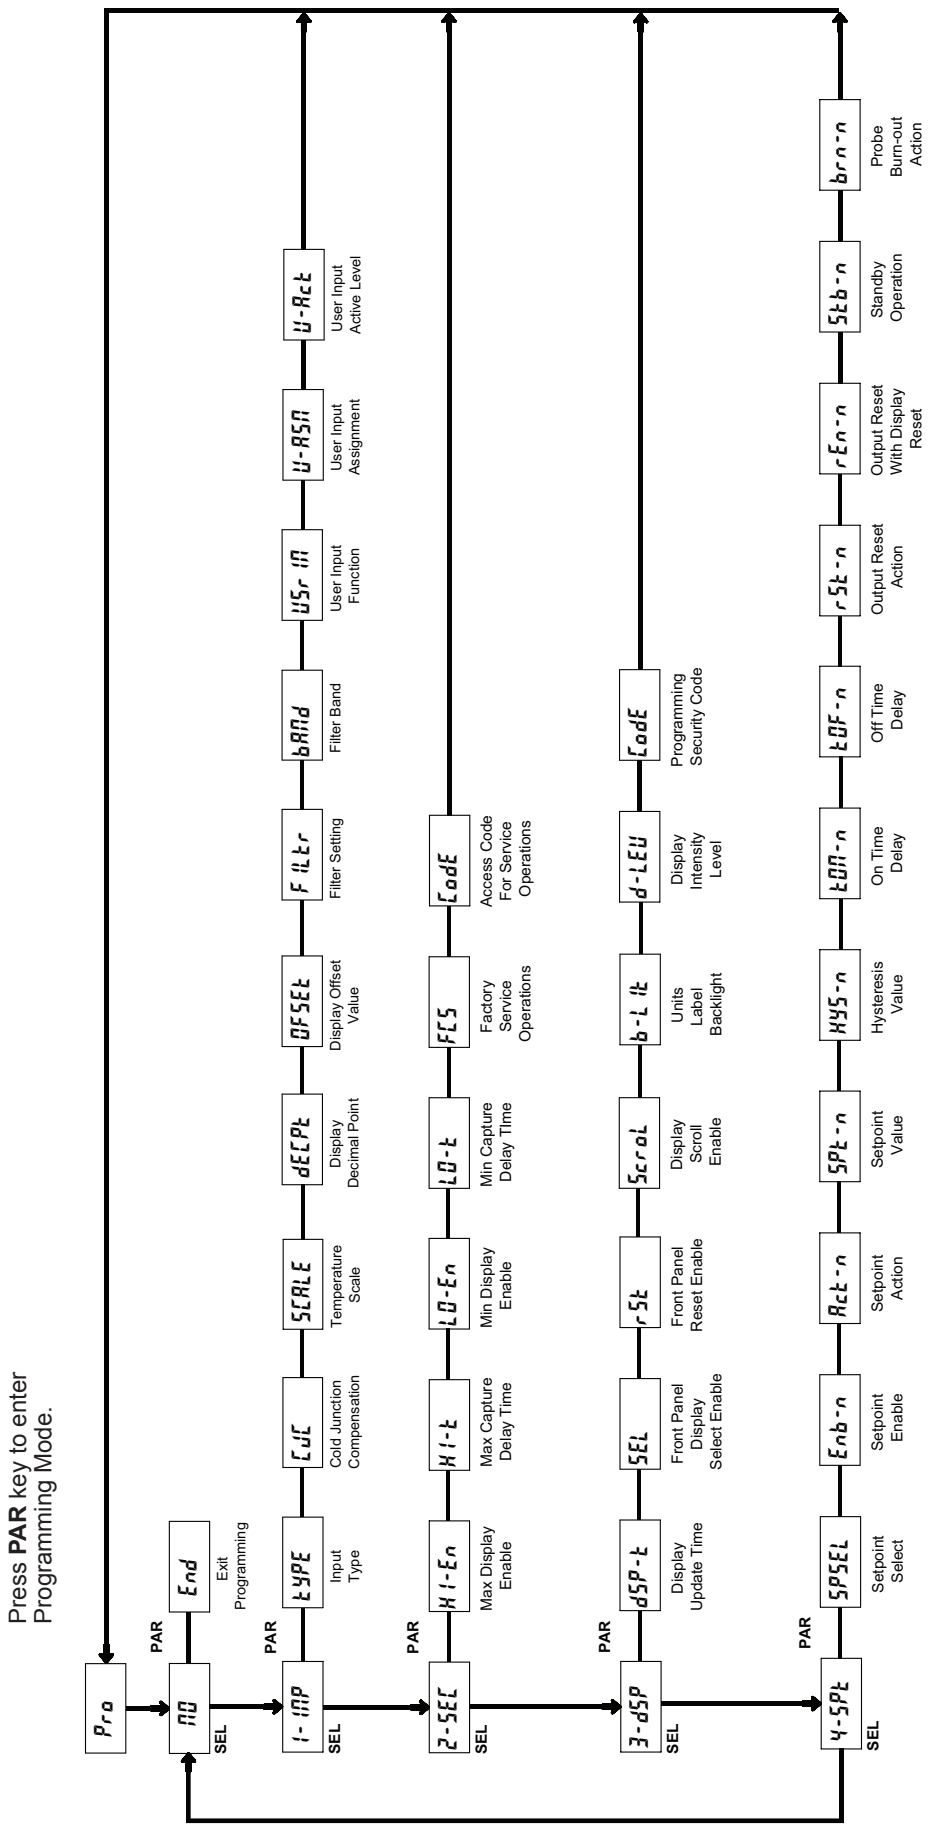 Press PAR key to enter
Programming Mode.
Pro
PAR
NO
SEL
End
Exit
Programming
PAR
1-INP
SEL
PAR
tYPE
Input
Type
CJC
Cold Junction
Compensation
SCALE
Temperature
Scale
dECPt
Display
Decimal Point
OFSEt
Display Offset
Value
FILtr
Filter Setting
bANd
Filter Band
USrIN
User Input
Function
U-ASN
User Input
Assignment
U-Act
User Input
Active Level
2-SEC
SEL
PAR
HI-En
Max Display
Enable
HI-t
Max Capture
Delay Time
LO-En
Min Display
Enable
LO-t
Min Capture
Delay TIme
FCS
Factory
Service
Operations
CodE
Access Code
For Service
Operations
3-dSP
SEL
PAR
dSP-t
Display
Update Time
SEL
Front Panel
Display
Select Enable
rSt
Front Panel
Reset Enable
ScroL
Display
Scroll
Enable
b-LIt
Units
Label
Backlight
d-LEU
Display
Intensity
Level
CodE
Programming
Security Code
4-SPt
SEL
PAR
SPSEL
Setpoint
Select
Enb-n
Setpoint
Enable
Act-n
Setpoint
Action
SPt-n
Setpoint
Value
HYS-n
Hysteresis
Value
tON-n
On Time
Delay
tOF-n
Off Time
Delay
rSt-n
Output Reset
Action
rEn-n
Output Reset
With Display
Reset
Stb-n
Standby
Operation
brn-n
Probe
Burn-out
Action